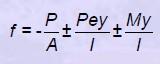 f = -P/A ± Pey/I ± My/I